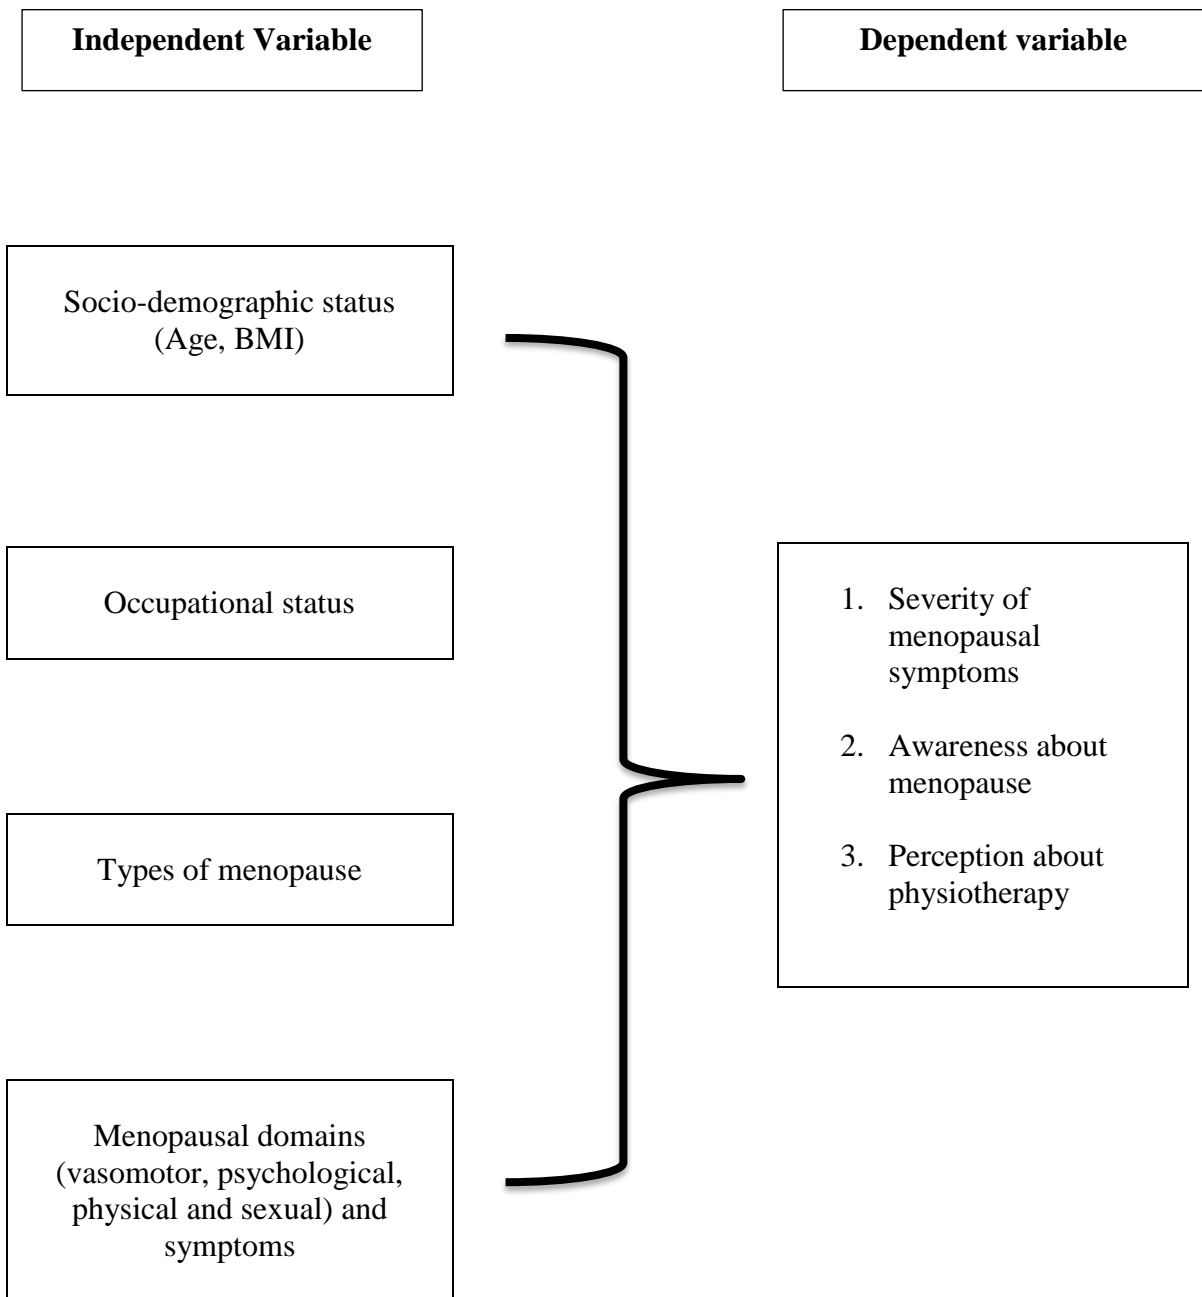 Independent Variable
Dependent variable
Socio-demographic status
(Age, BMI)
Occupational status
Types of menopause
Menopausal domains
(vasomotor, psychological,
physical and sexual) and
symptoms
1. Severity of
menopausal
symptoms
2. Awareness about
menopause
3. Perception about
physiotherapy